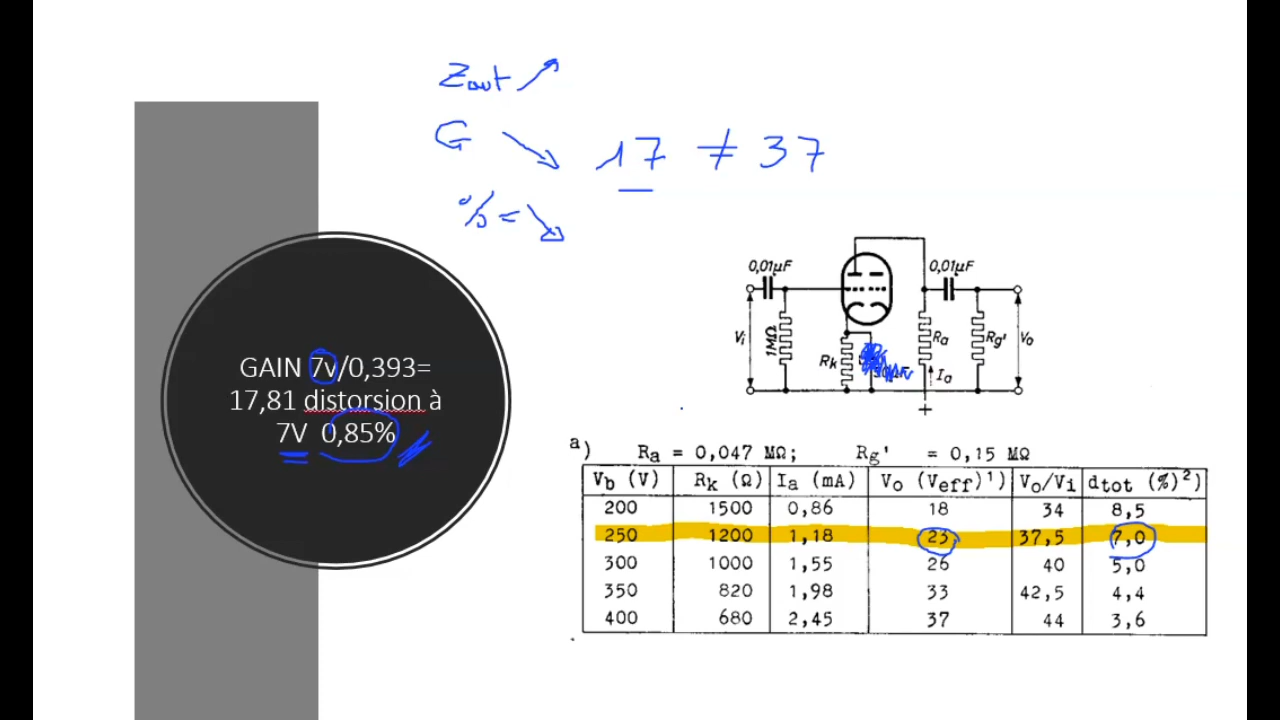 Zout ↗
G ↘ 17 ≠ 37
% = ↘
GAIN 7v/0,393=
17,81 distorsion à
7V 0,85%
0,01µF 0,01µF
Vi 1MΩ Rk Ra Rg' Vo
Ia
+
a) Ra = 0,047 MΩ; Rg' = 0,15 MΩ
Vb (V) Rk (Ω) Ia (mA) Vo (Veff)¹) Vo/Vi dtot (%)²)
200 1500 0,86 18 34 8,5
250 1200 1,18 23 37,5 7,0
300 1000 1,55 26 40 5,0
350 820 1,98 33 42,5 4,4
400 680 2,45 37 44 3,6